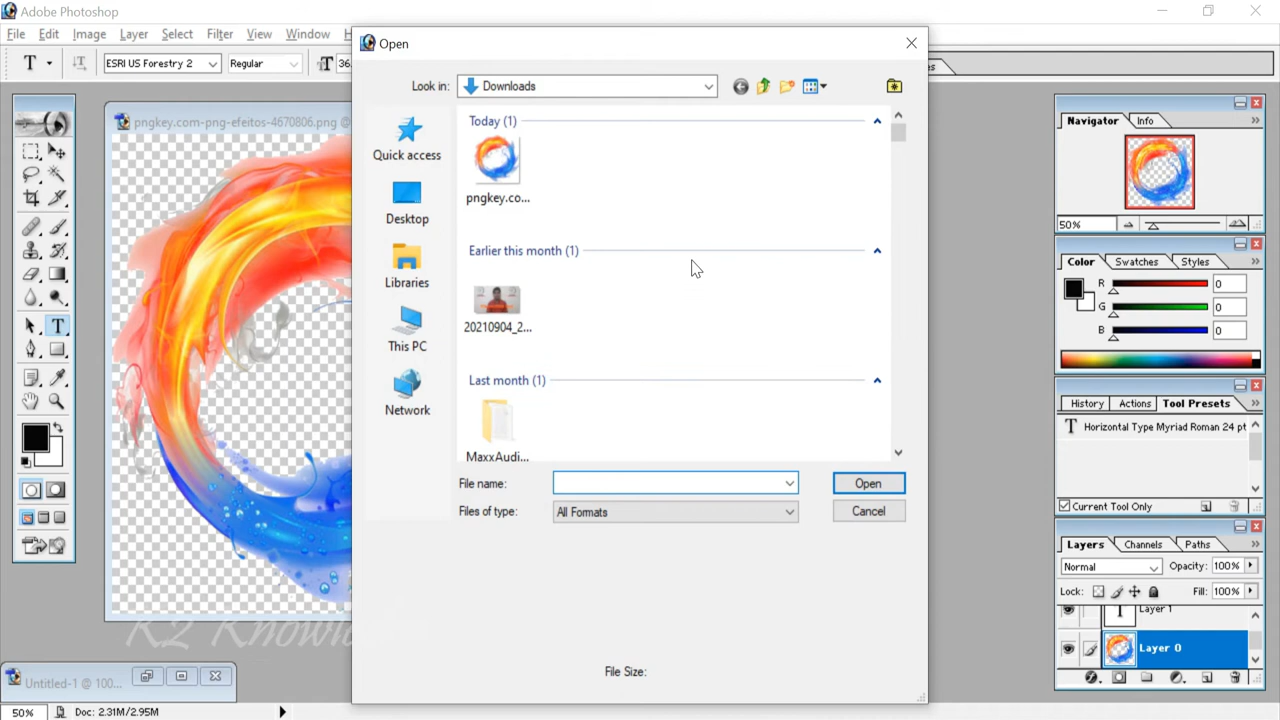 Adobe Photoshop
File Edit Image Layer Select Filter View Window H
T ESRI US Forestry 2 Regular T 36.
Open
Look in: Downloads
pngkey.com-png-efeitos-4670806.png @
Quick access
Desktop
Libraries
This PC
Network
Today (1)
pngkey.co...
Earlier this month (1)
20210904_2...
Last month (1)
MaxxAudi...
File name:
Open
Files of type: All Formats
Cancel
File Size:
Navigator Info
50%
Color Swatches Styles
R 0
G 0
B 0
History Actions Tool Presets
T Horizontal Type Myriad Roman 24 pt
Current Tool Only
Layers Channels Paths
Normal Opacity: 100%
Lock: Fill: 100%
T Layer 1
Layer 0
K2 Knowl
Untitled-1 @ 100...
50% Doc: 2.31M/2.95M